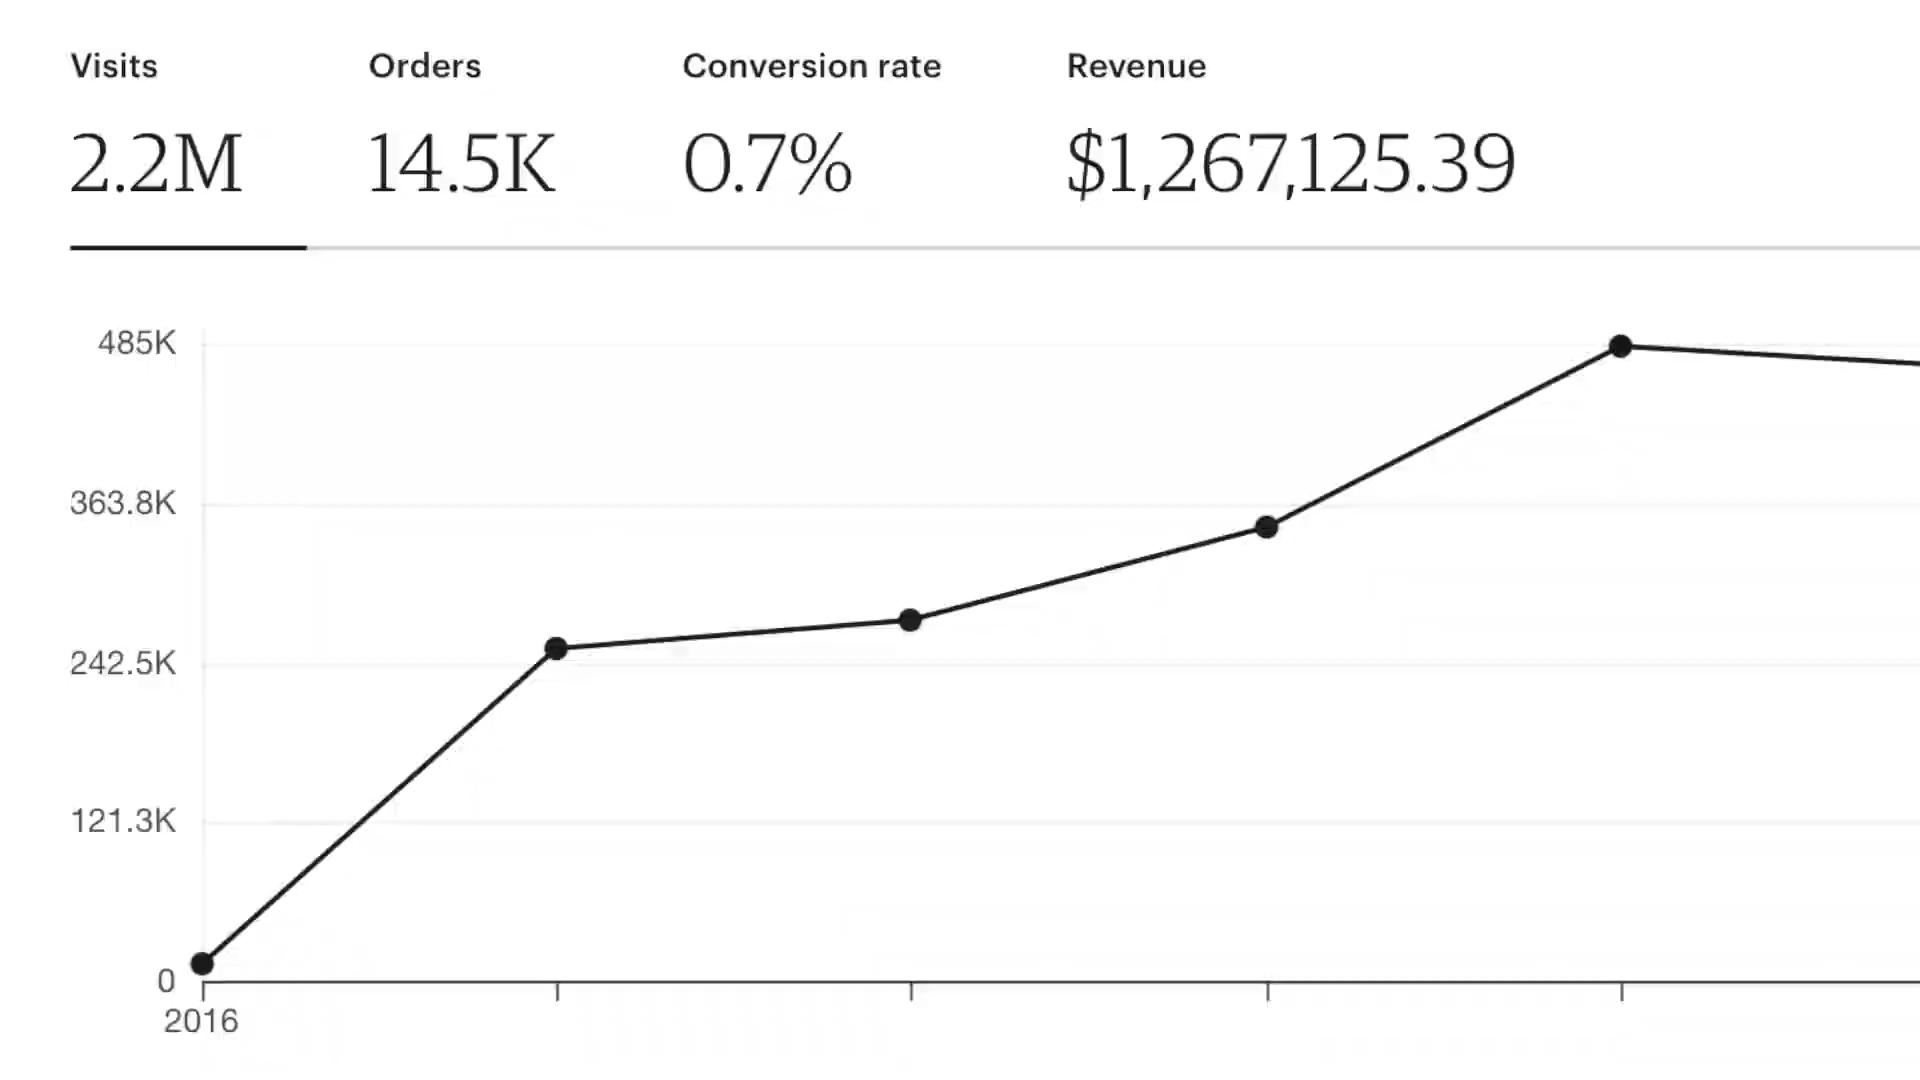 Visits Orders Conversion rate Revenue
2.2M 14.5K 0.7% $1,267,125.39
485K
363.8K
242.5K
121.3K
0
2016